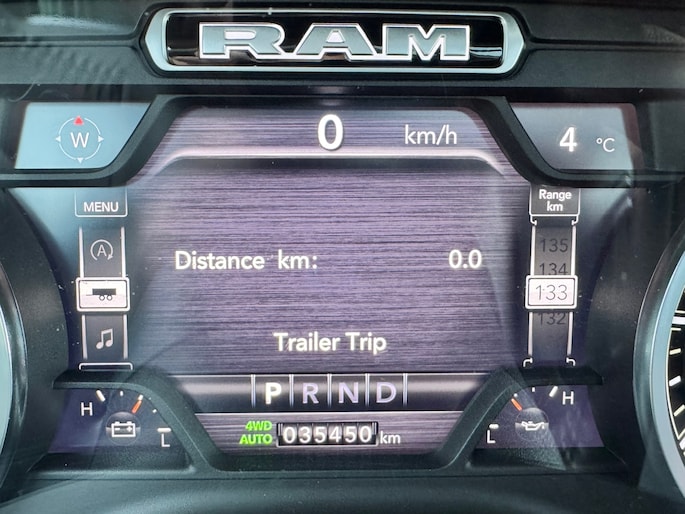 RAM
W
0 km/h
4 °C
MENU
Range
km
A
135
134
133
132
Distance km: 0.0
Trailer Trip
P R N D
H
L
4WD
AUTO
035450 km
L
H